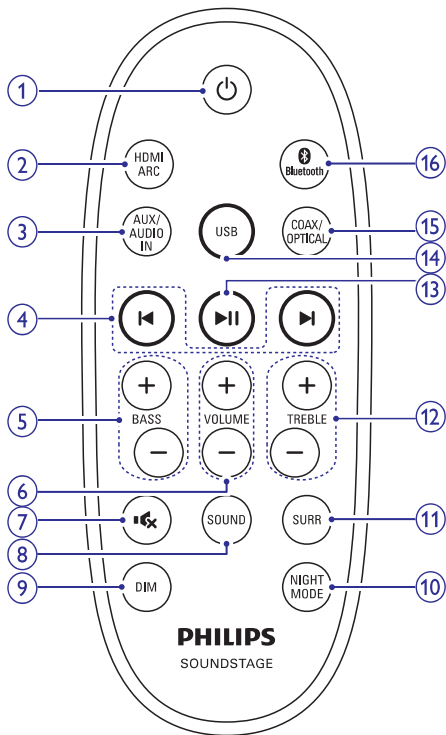 1
2
HDMI
ARC
Bluetooth
16
3
AUX/
AUDIO
IN
USB
COAX/
OPTICAL
15
14
13
4
5
BASS
VOLUME
TREBLE
12
6
7
SOUND
SURR
11
8
9
DIM
NIGHT
MODE
10
PHILIPS
SOUNDSTAGE